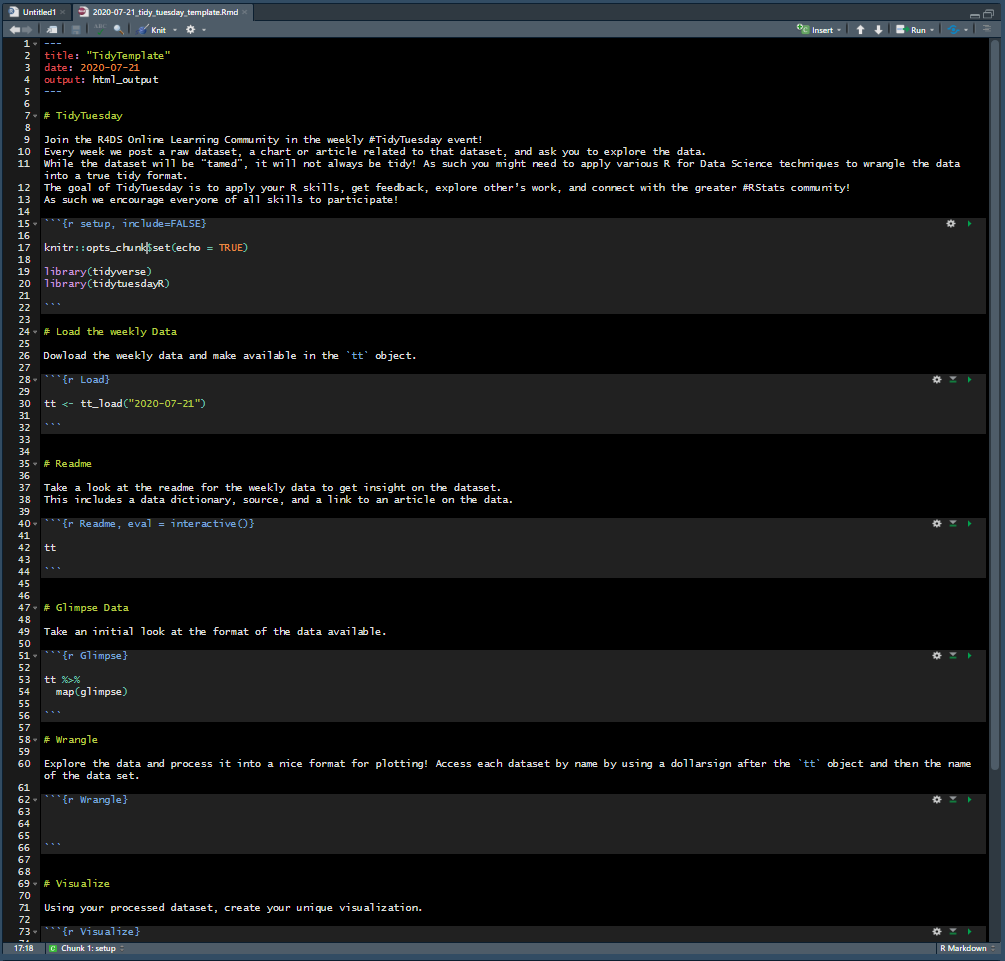 Untitled1 × 2020-07-21_tidy_tuesday_template.Rmd ×
ABC Knit Insert Run
1 ---
2 title: "TidyTemplate"
3 date: 2020-07-21
4 output: html_output
5 ---
6
7 # TidyTuesday
8
9 Join the R4DS Online Learning Community in the weekly #TidyTuesday event!
10 Every week we post a raw dataset, a chart or article related to that dataset, and ask you to explore the data.
11 While the dataset will be “tamed”, it will not always be tidy! As such you might need to apply various R for Data Science techniques to wrangle the data
into a true tidy format.
12 The goal of TidyTuesday is to apply your R skills, get feedback, explore other’s work, and connect with the greater #RStats community!
13 As such we encourage everyone of all skills to participate!
14
15 ```{r setup, include=FALSE}
16
17 knitr::opts_chunk$set(echo = TRUE)
18
19 library(tidyverse)
20 library(tidytuesdayR)
21
22 ```
23
24 # Load the weekly Data
25
26 Dowload the weekly data and make available in the `tt` object.
27
28 ```{r Load}
29
30 tt <- tt_load("2020-07-21")
31
32 ```
33
34
35 # Readme
36
37 Take a look at the readme for the weekly data to get insight on the dataset.
38 This includes a data dictionary, source, and a link to an article on the data.
39
40 ```{r Readme, eval = interactive()}
41
42 tt
43
44 ```
45
46
47 # Glimpse Data
48
49 Take an initial look at the format of the data available.
50
51 ```{r Glimpse}
52
53 tt %>%
54 map(glimpse)
55
56 ```
57
58 # Wrangle
59
60 Explore the data and process it into a nice format for plotting! Access each dataset by name by using a dollarsign after the `tt` object and then the name
of the data set.
61
62 ```{r Wrangle}
63
64
65
66 ```
67
68
69 # Visualize
70
71 Using your processed dataset, create your unique visualization.
72
73 ```{r Visualize}
17:18 Chunk 1: setup R Markdown